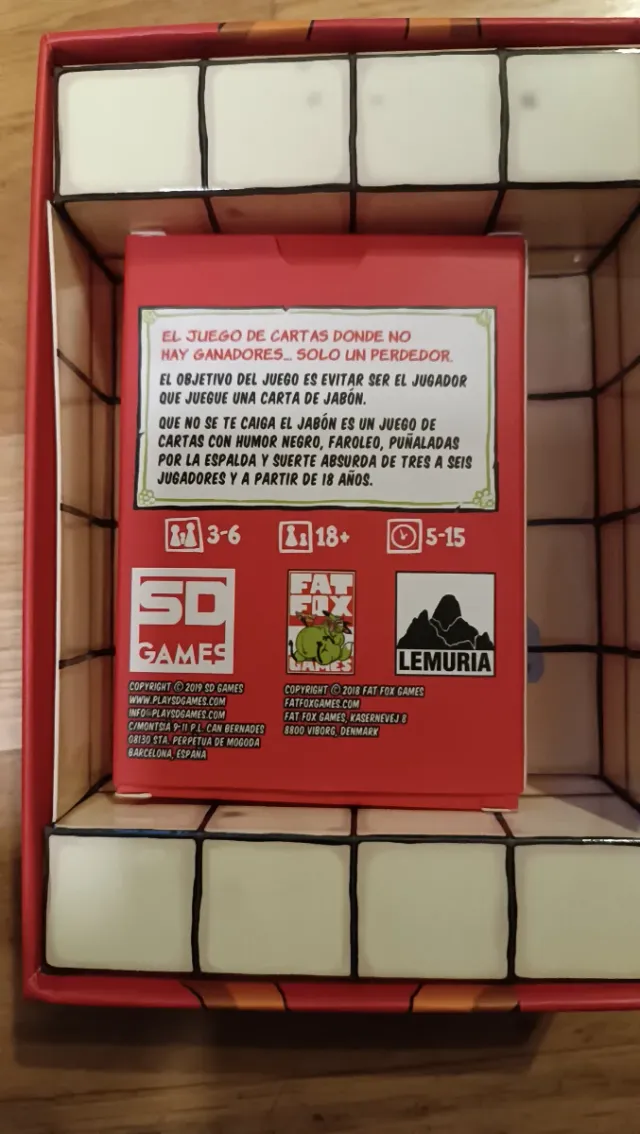 EL JUEGO DE CARTAS DONDE NO
HAY GANADORES... SOLO UN PERDEDOR.
EL OBJETIVO DEL JUEGO ES EVITAR SER EL JUGADOR
QUE JUEGUE UNA CARTA DE JABÓN.
QUE NO SE TE CAIGA EL JABÓN ES UN JUEGO DE
CARTAS CON HUMOR NEGRO, FAROLEO, PUÑALADAS
POR LA ESPALDA Y SUERTE ABSURDA DE TRES A SEIS
JUGADORES Y A PARTIR DE 18 AÑOS.
3-6
18+
5-15
SD
GAMES
FAT
FOX
GAMES
LEMURIA
COPYRIGHT © 2019 SD GAMES
WWW.PLAYSDGAMES.COM
INFO@PLAYSDGAMES.COM
C/MONTSIA 9-11 P.L. CAN BERNADES
08130 STA. PERPETUA DE MOGODA
BARCELONA, ESPAÑA
COPYRIGHT © 2018 FAT FOX GAMES
FATFOXGAMES.COM
FAT FOX GAMES, KASERNEVEJ 8
8800 VIBORG, DENMARK